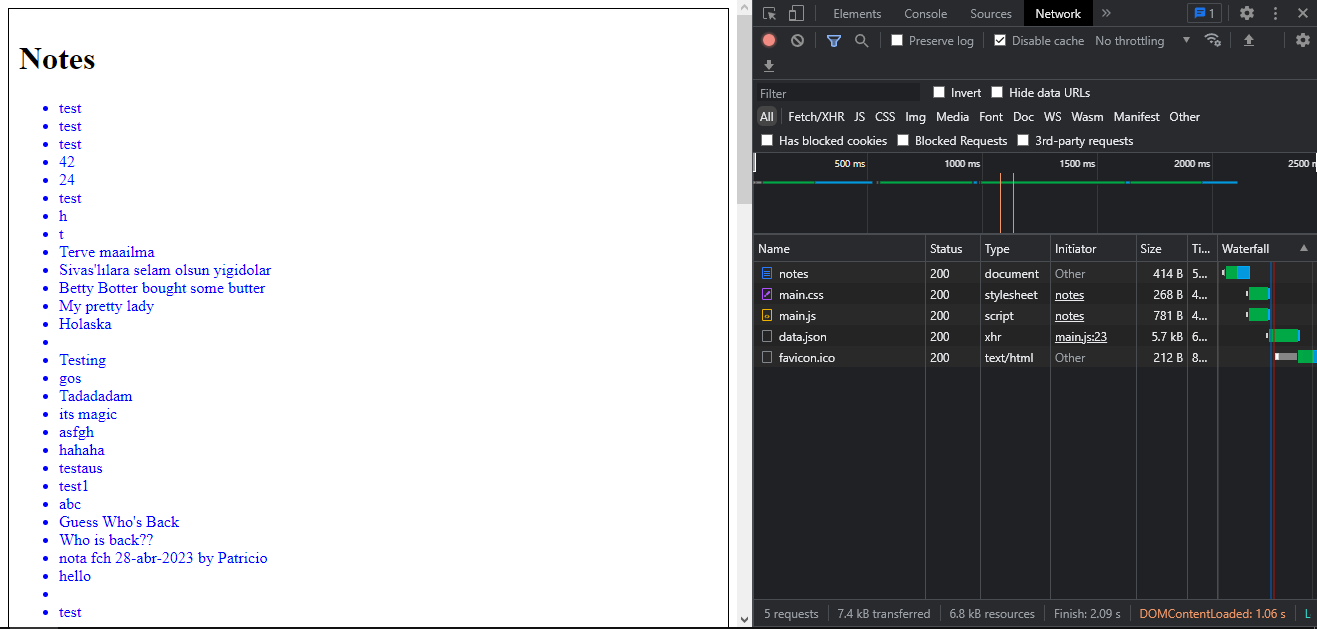 Notes
test
test
test
42
24
test
h
t
Terve maailma
Sivas'lılara selam olsun yigidolar
Betty Botter bought some butter
My pretty lady
Holaska
Testing
gos
Tadadadam
its magic
asfgh
hahaha
testaus
test1
abc
Guess Who's Back
Who is back??
nota fch 28-abr-2023 by Patricio
hello
test
Elements Console Sources Network 1
Preserve log Disable cache No throttling
Filter Invert Hide data URLs
All Fetch/XHR JS CSS Img Media Font Doc WS Wasm Manifest Other
Has blocked cookies Blocked Requests 3rd-party requests
500 ms 1000 ms 1500 ms 2000 ms 2500 m
Name Status Type Initiator Size Ti... Waterfall
notes 200 document Other 414 B 5...
main.css 200 stylesheet notes 268 B 4...
main.js 200 script notes 781 B 4...
data.json 200 xhr main.js:23 5.7 kB 6...
favicon.ico 200 text/html Other 212 B 8...
5 requests 7.4 kB transferred 6.8 kB resources Finish: 2.09 s DOMContentLoaded: 1.06 s L